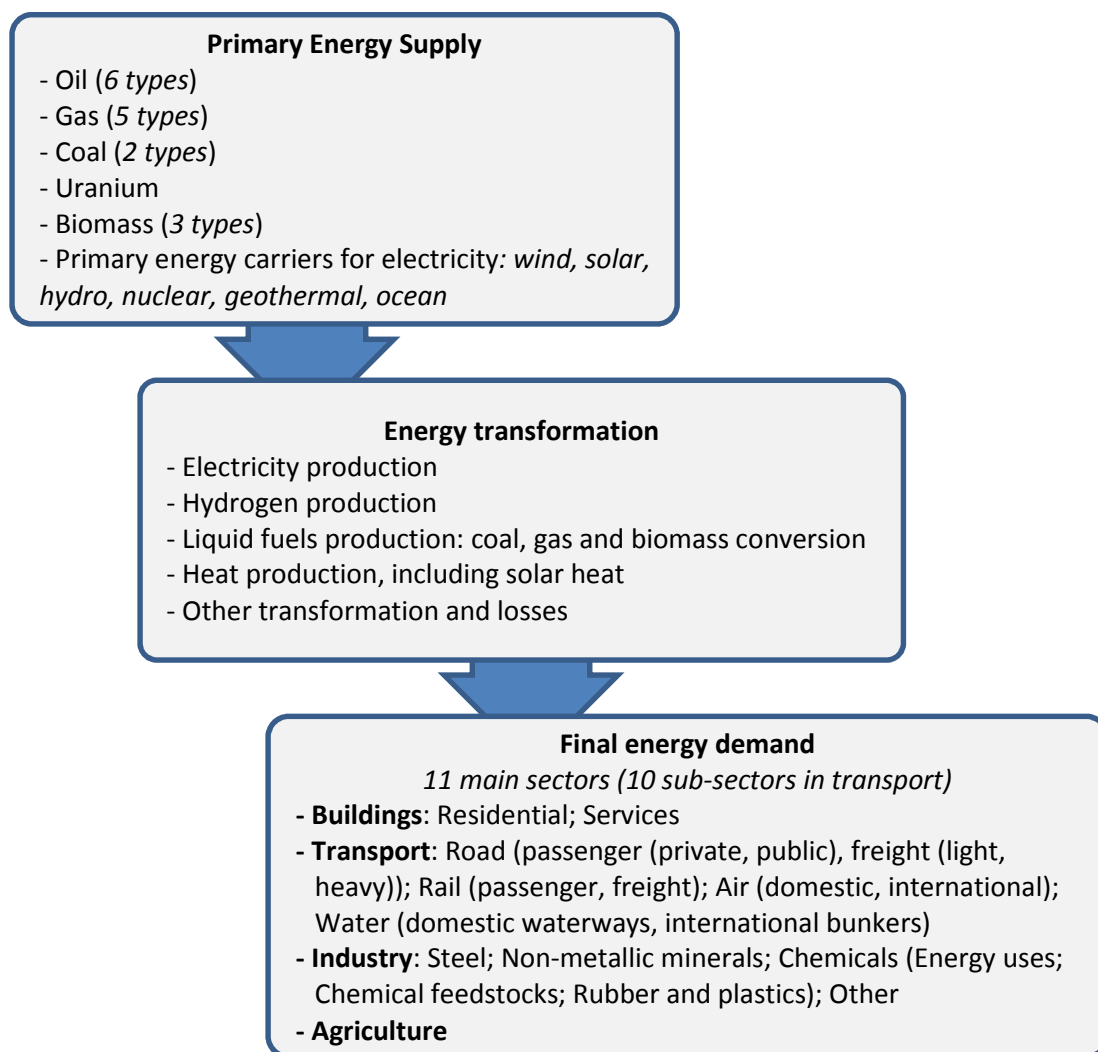 Primary Energy Supply
- Oil (6 types)
- Gas (5 types)
- Coal (2 types)
- Uranium
- Biomass (3 types)
- Primary energy carriers for electricity: wind, solar,
hydro, nuclear, geothermal, ocean
Energy transformation
- Electricity production
- Hydrogen production
- Liquid fuels production: coal, gas and biomass conversion
- Heat production, including solar heat
- Other transformation and losses
Final energy demand
11 main sectors (10 sub-sectors in transport)
- Buildings: Residential; Services
- Transport: Road (passenger (private, public), freight (light,
heavy)); Rail (passenger, freight); Air (domestic, international);
Water (domestic waterways, international bunkers)
- Industry: Steel; Non-metallic minerals; Chemicals (Energy uses;
Chemical feedstocks; Rubber and plastics); Other
- Agriculture